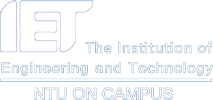 IET
The Institution of
Engineering and Technology
NTU ON CAMPUS